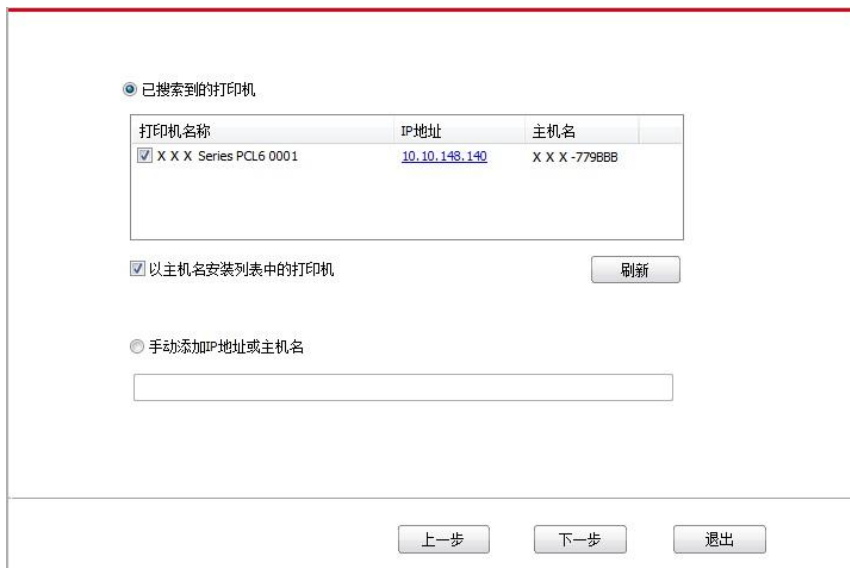 已搜索到的打印机
打印机名称 IP地址 主机名
X X X Series PCL6 0001 10.10.148.140 X X X -779BBB
以主机名安装列表中的打印机 刷新
手动添加IP地址或主机名
上一步 下一步 退出